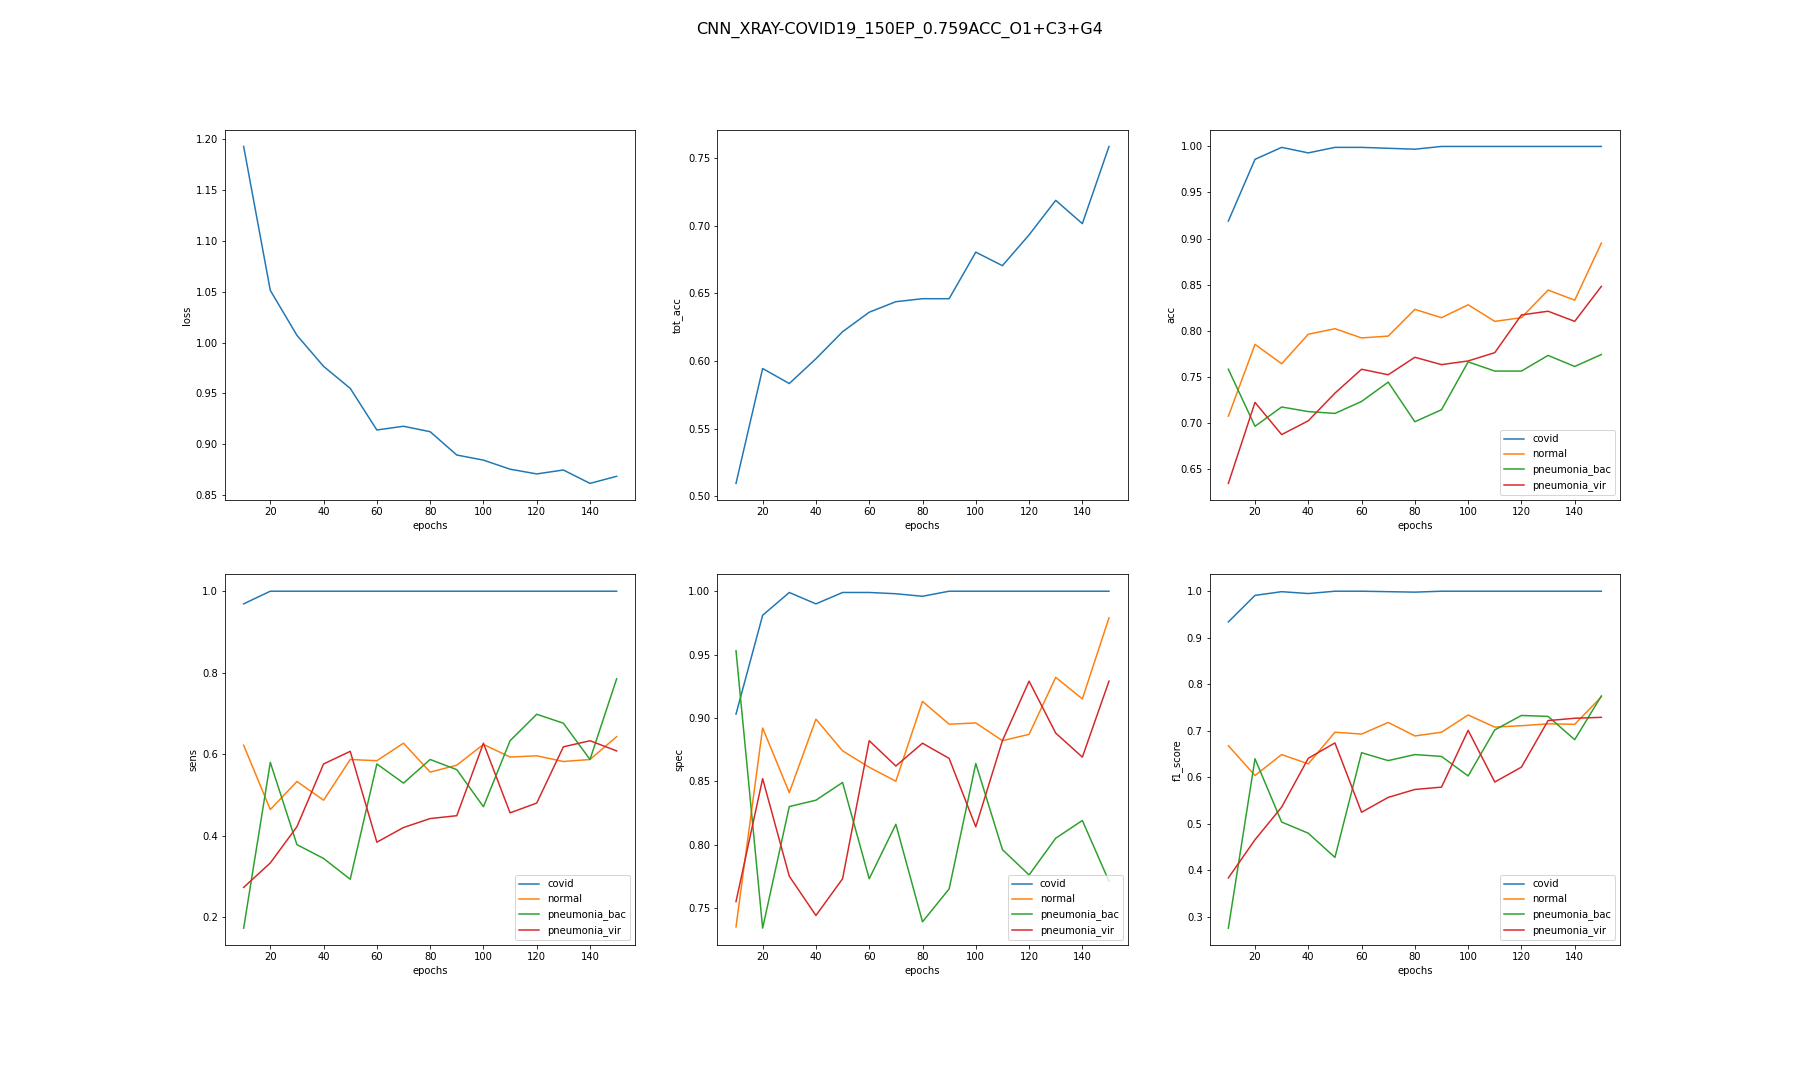 CNN_XRAY-COVID19_150EP_0.759ACC_O1+C3+G4
1.20
1.15
1.10
1.05
1.00
0.95
0.90
0.85
loss
20 40 60 80 100 120 140
epochs
0.75
0.70
0.65
0.60
0.55
0.50
tot_acc
20 40 60 80 100 120 140
epochs
1.00
0.95
0.90
0.85
0.80
0.75
0.70
0.65
acc
covid
normal
pneumonia_bac
pneumonia_vir
20 40 60 80 100 120 140
epochs
1.0
0.8
0.6
0.4
0.2
sens
covid
normal
pneumonia_bac
pneumonia_vir
20 40 60 80 100 120 140
epochs
1.00
0.95
0.90
0.85
0.80
0.75
spec
covid
normal
pneumonia_bac
pneumonia_vir
20 40 60 80 100 120 140
epochs
1.0
0.9
0.8
0.7
0.6
0.5
0.4
0.3
f1_score
covid
normal
pneumonia_bac
pneumonia_vir
20 40 60 80 100 120 140
epochs